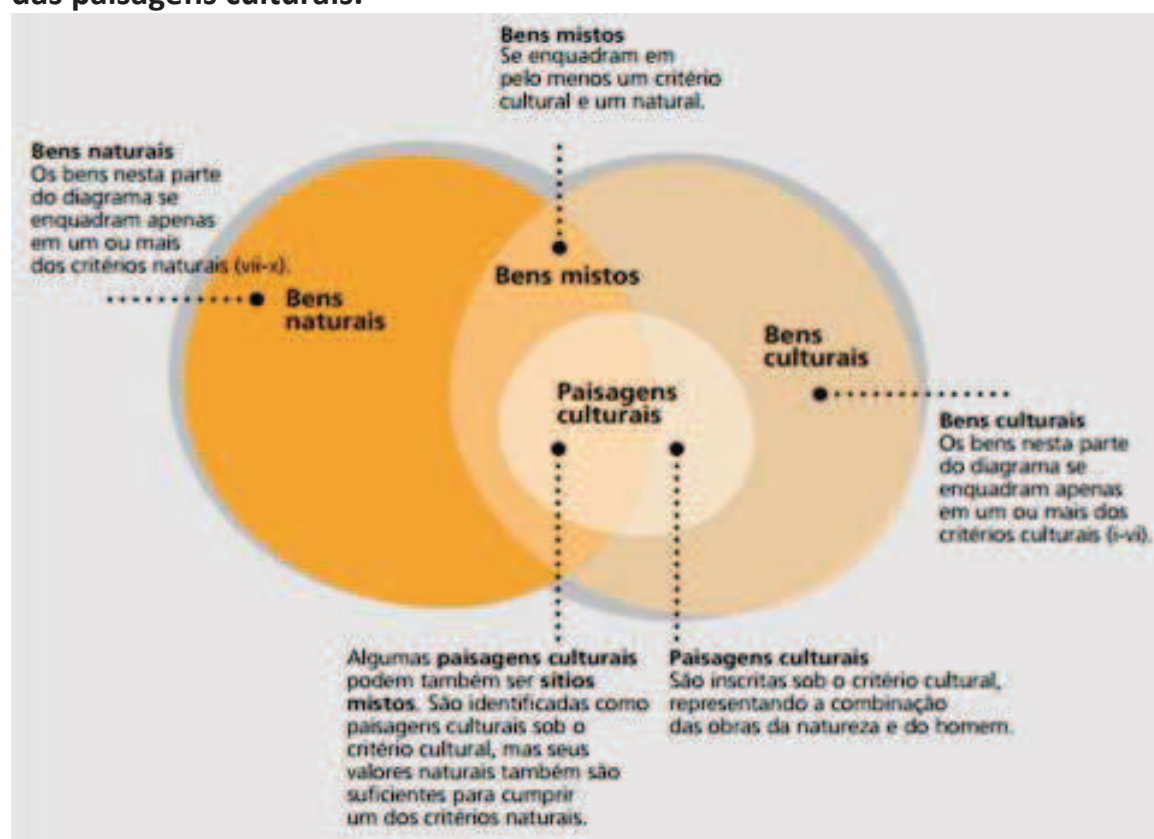 das paisagens culturais.
Bens mistos
Se enquadram em
pelo menos um critério
cultural e um natural.
Bens naturais
Os bens nesta parte
do diagrama se
enquadram apenas
em um ou mais
dos critérios naturais (vii-x).
Bens mistos
Bens
naturais
Bens
culturais
Paisagens
culturais
Bens culturais
Os bens nesta parte
do diagrama se
enquadram apenas
em um ou mais dos
critérios culturais (i-vi).
Algumas paisagens culturais
podem também ser sítios
mistos. São identificadas como
paisagens culturais sob o
critério cultural, mas seus
valores naturais também são
suficientes para cumprir
um dos critérios naturais.
Paisagens culturais
São inscritas sob o critério cultural,
representando a combinação
das obras da natureza e do homem.